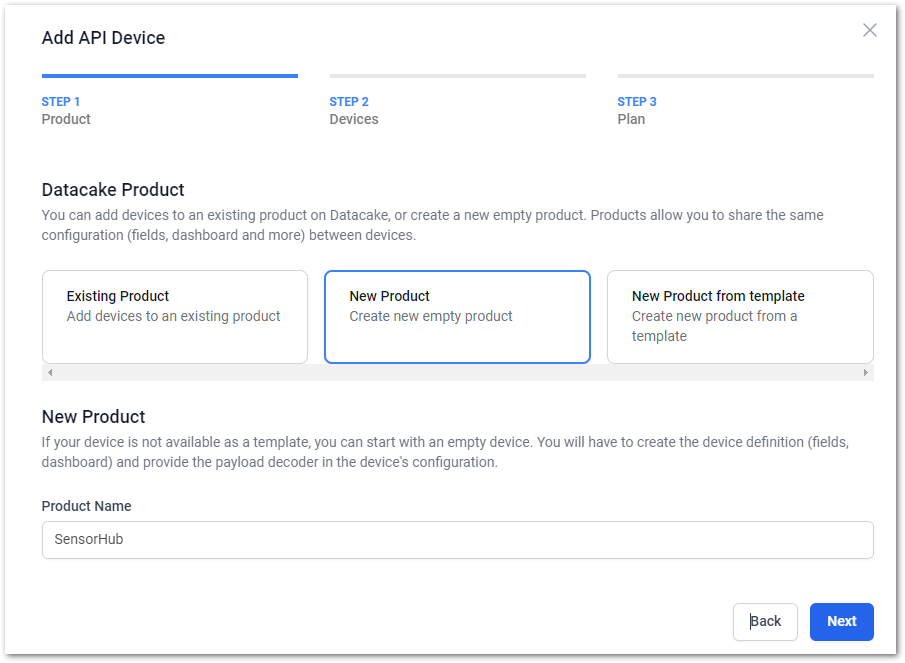 Add API Device
STEP 1
Product
STEP 2
Devices
STEP 3
Plan
Datacake Product
You can add devices to an existing product on Datacake, or create a new empty product. Products allow you to share the same
configuration (fields, dashboard and more) between devices.
Existing Product
Add devices to an existing product
New Product
Create new empty product
New Product from template
Create new product from a
template
New Product
If your device is not available as a template, you can start with an empty device. You will have to create the device definition (fields,
dashboard) and provide the payload decoder in the device's configuration.
Product Name
SensorHub
Back
Next